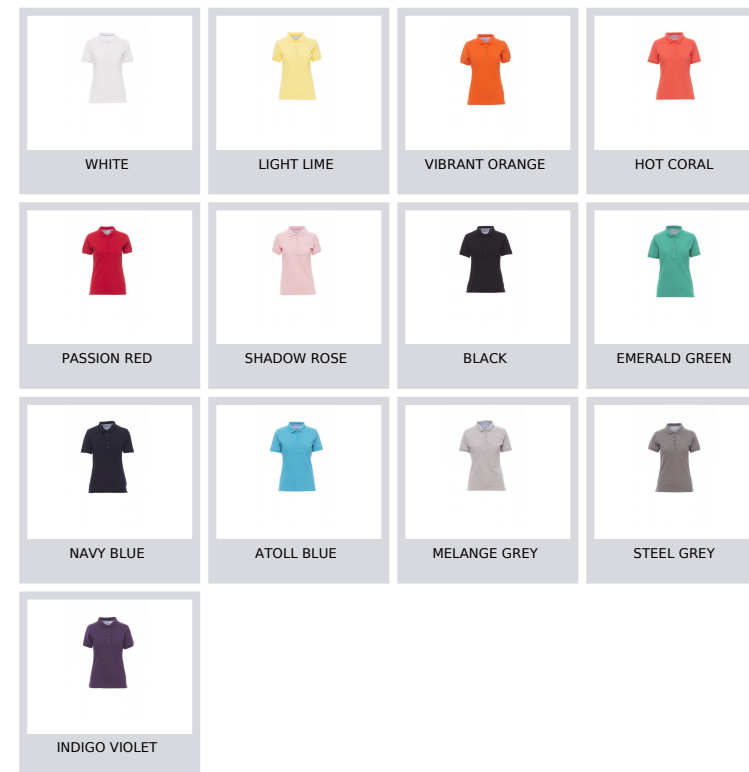 WHITE
LIGHT LIME
VIBRANT ORANGE
HOT CORAL
PASSION RED
SHADOW ROSE
BLACK
EMERALD GREEN
NAVY BLUE
ATOLL BLUE
MELANGE GREY
STEEL GREY
INDIGO VIOLET